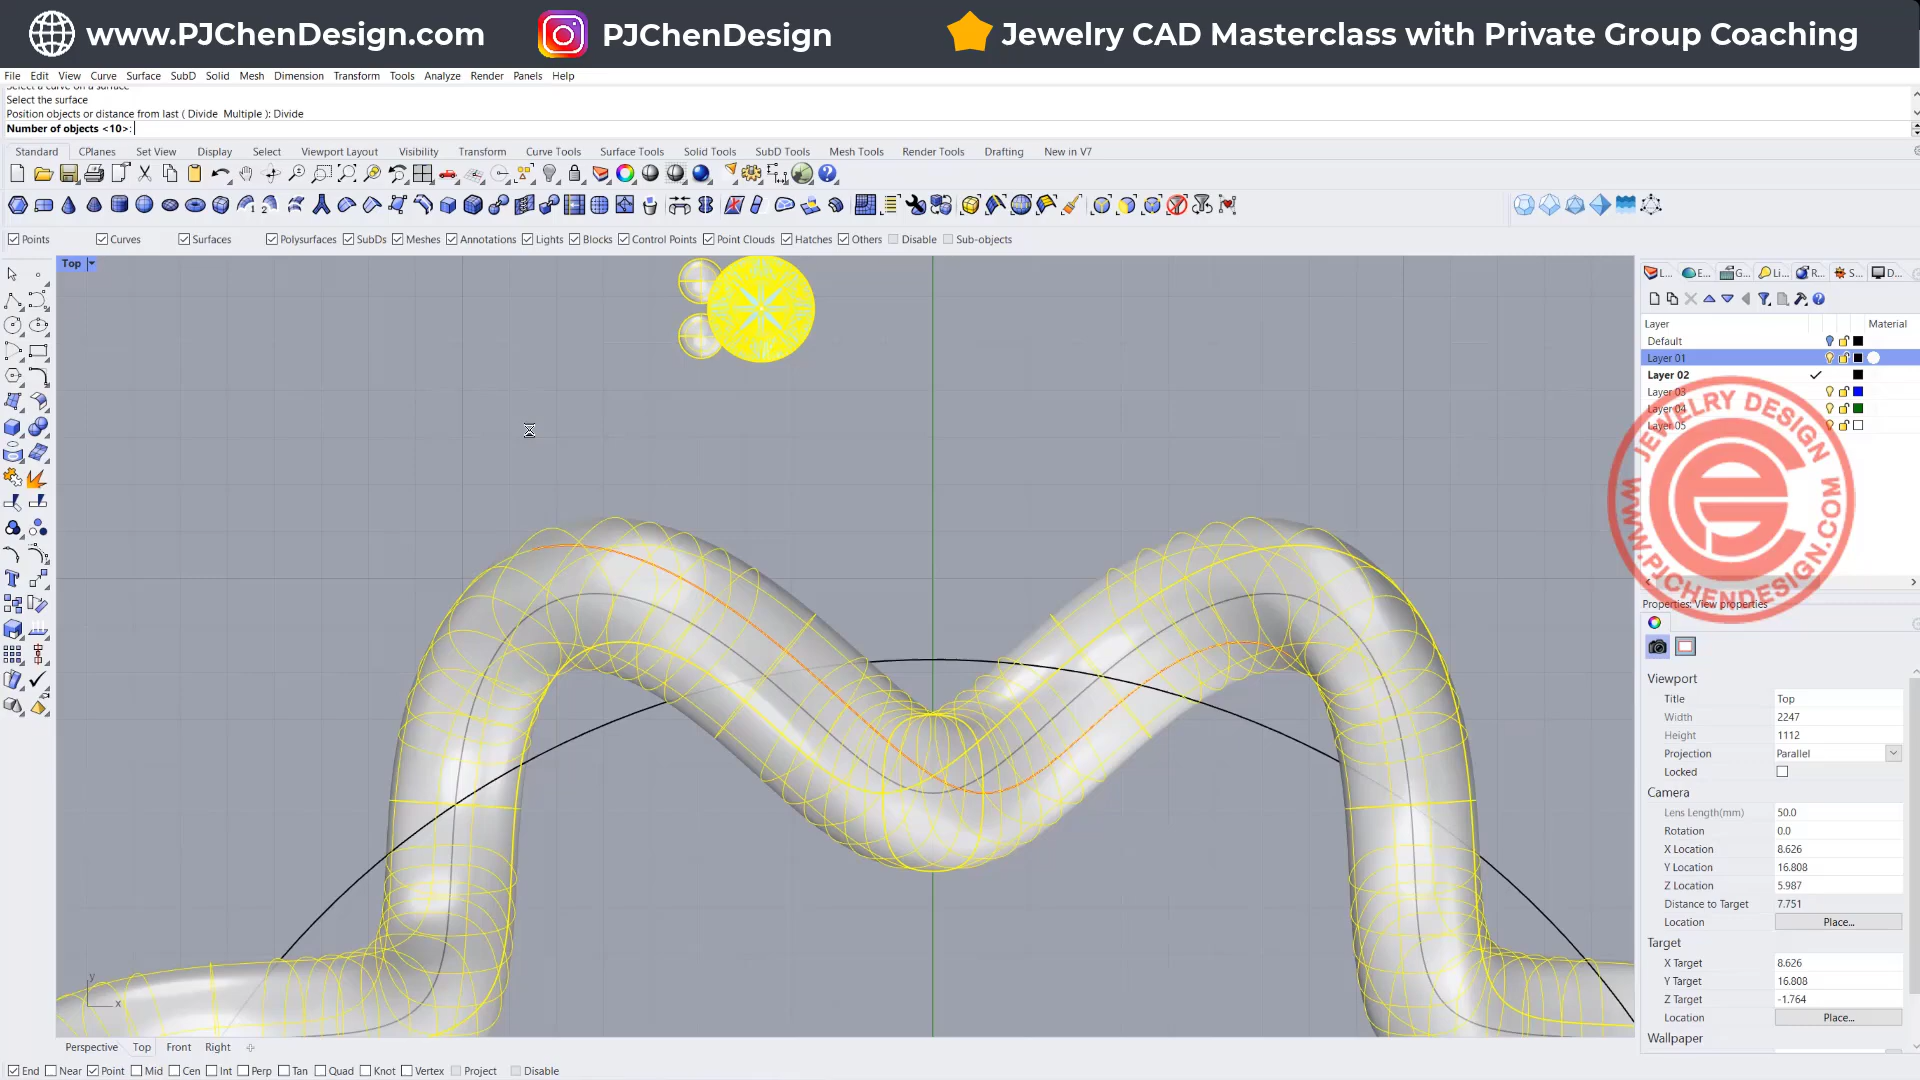 www.PJChenDesign.com PJChenDesign Jewelry CAD Masterclass with Private Group Coaching
File Edit View Curve Surface SubD Solid Mesh Dimension Transform Tools Analyze Render Panels Help
Select a curve on a surface
Select the surface
Position objects or distance from last ( Divide Multiple ): Divide
Number of objects <10>:
Standard CPlanes Set View Display Select Viewport Layout Visibility Transform Curve Tools Surface Tools Solid Tools SubD Tools Mesh Tools Render Tools Drafting New in V7
Points Curves Surfaces Polysurfaces SubDs Meshes Annotations Lights Blocks Control Points Point Clouds Hatches Others Disable Sub-objects
Top
L... E... G... Li... R... S... D...
Layer Material
Default
Layer 01
Layer 02
Layer 03
Layer 04
Layer 05
JEWELRY DESIGN
WWW.PJCHENDESIGN.COM
Properties: View properties
Viewport
Title Top
Width 2247
Height 1112
Projection Parallel
Locked
Camera
Lens Length(mm) 50.0
Rotation 0.0
X Location 8.626
Y Location 16.808
Z Location 5.987
Distance to Target 7.751
Location Place...
Target
X Target 8.626
Y Target 16.808
Z Target -1.764
Location Place...
Wallpaper
y
x
Perspective Top Front Right
End Near Point Mid Cen Int Perp Tan Quad Knot Vertex Project Disable